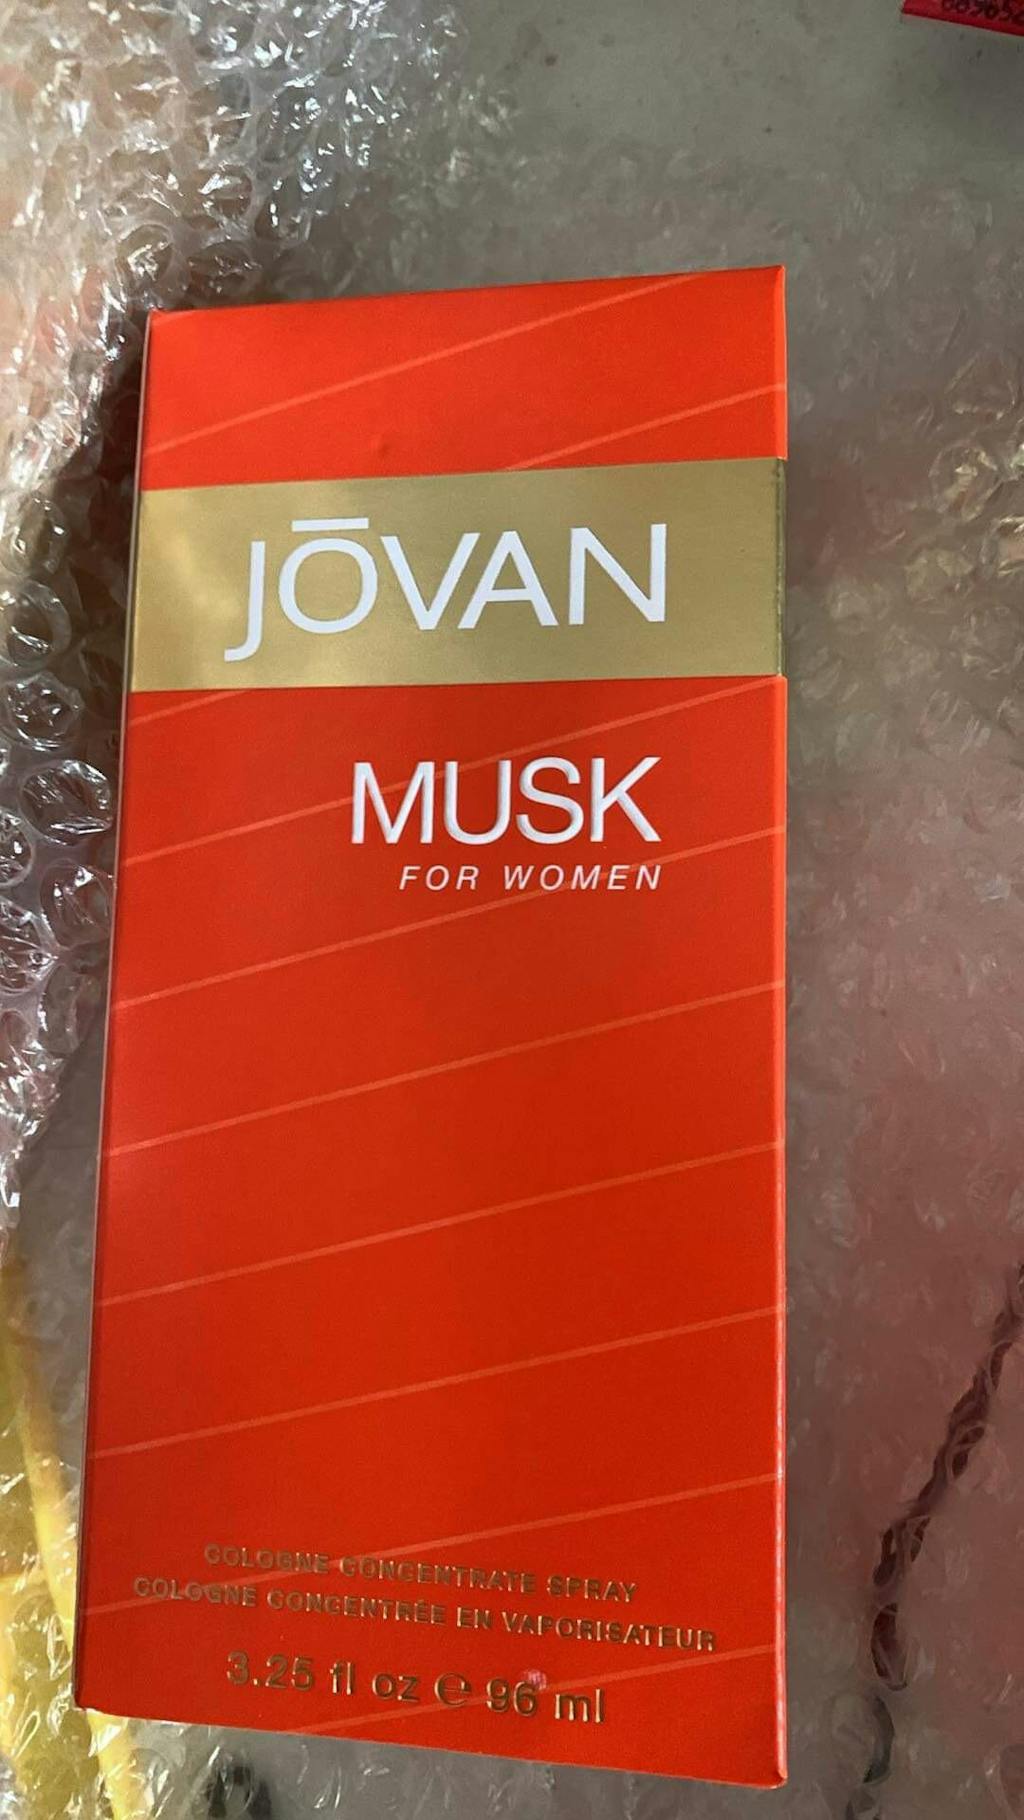 JŌVAN
MUSK
FOR WOMEN
COLOGNE CONCENTRATE SPRAY
COLOGNE CONCENTRÉE EN VAPORISATEUR
3.25 fl oz ℮ 96 ml